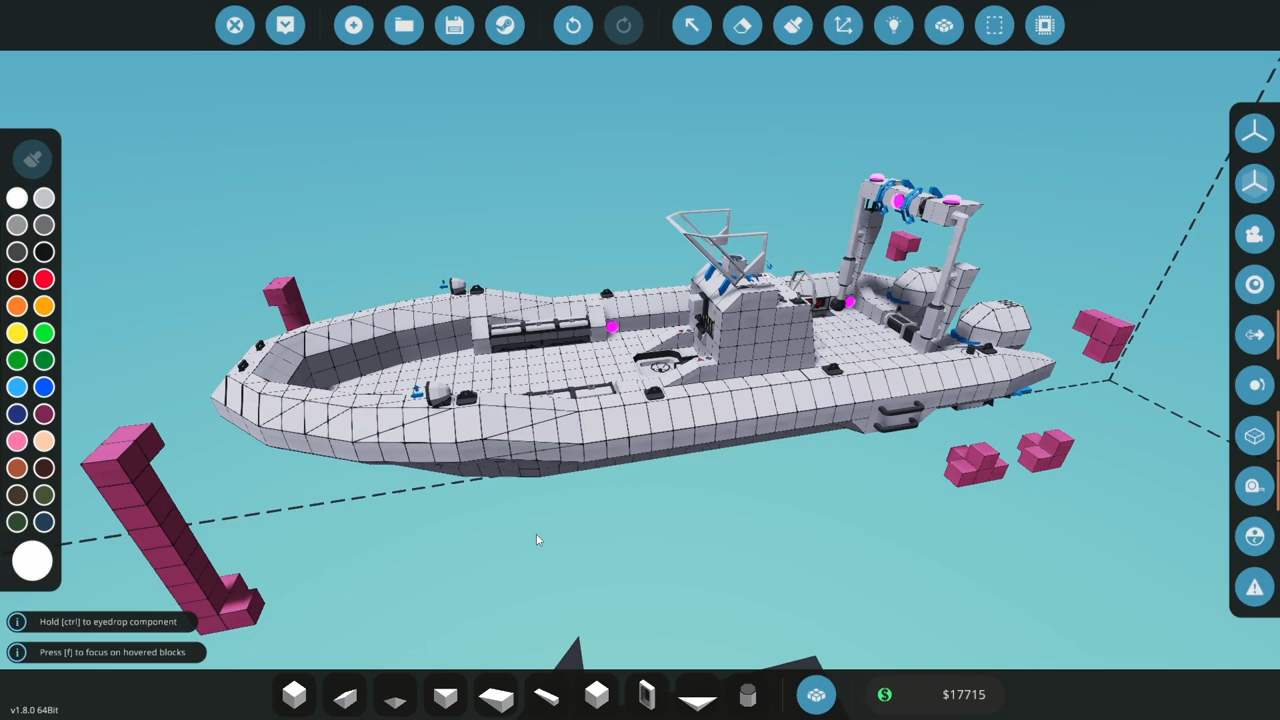 Hold [ctrl] to eyedrop component
Press [f] to focus on hovered blocks
$17715
v1.8.0 64Bit